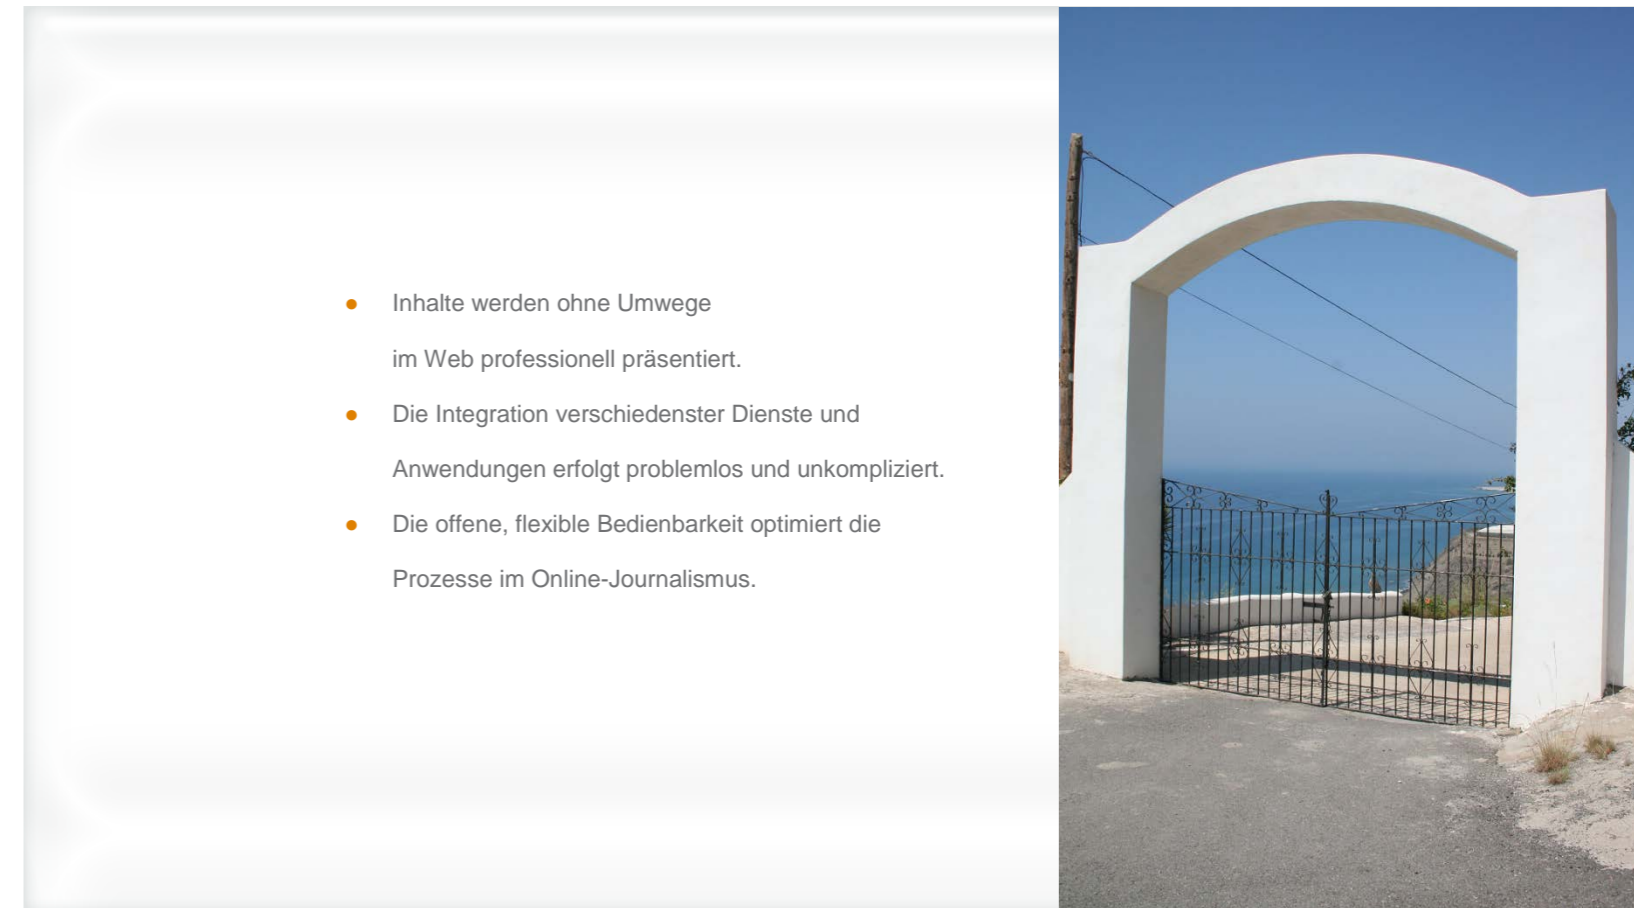 ● Inhalte werden ohne Umwege
im Web professionell präsentiert.
● Die Integration verschiedenster Dienste und
Anwendungen erfolgt problemlos und unkompliziert.
● Die offene, flexible Bedienbarkeit optimiert die
Prozesse im Online-Journalismus.